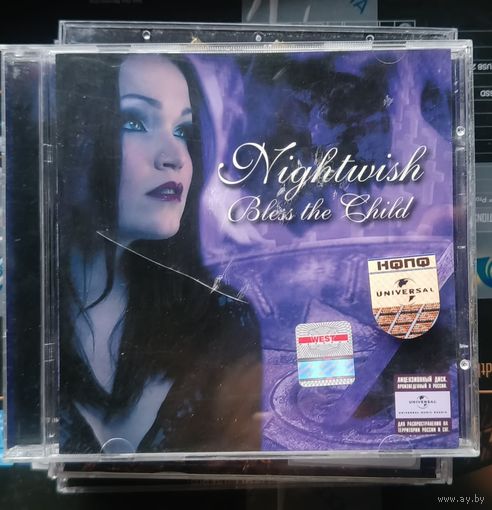 Nightwish
Bless the Child
UNIVERSAL
WEST
ЛИЦЕНЗИОННЫЙ ДИСК
ПРОИЗВЕДЕННЫЙ В РОССИИ.
UNIVERSAL
UNIVERSAL MUSIC RUSSIA
ДЛЯ РАСПРОСТРАНЕНИЯ НА
ТЕРРИТОРИИ РОССИИ И СНГ.
www.ay.by